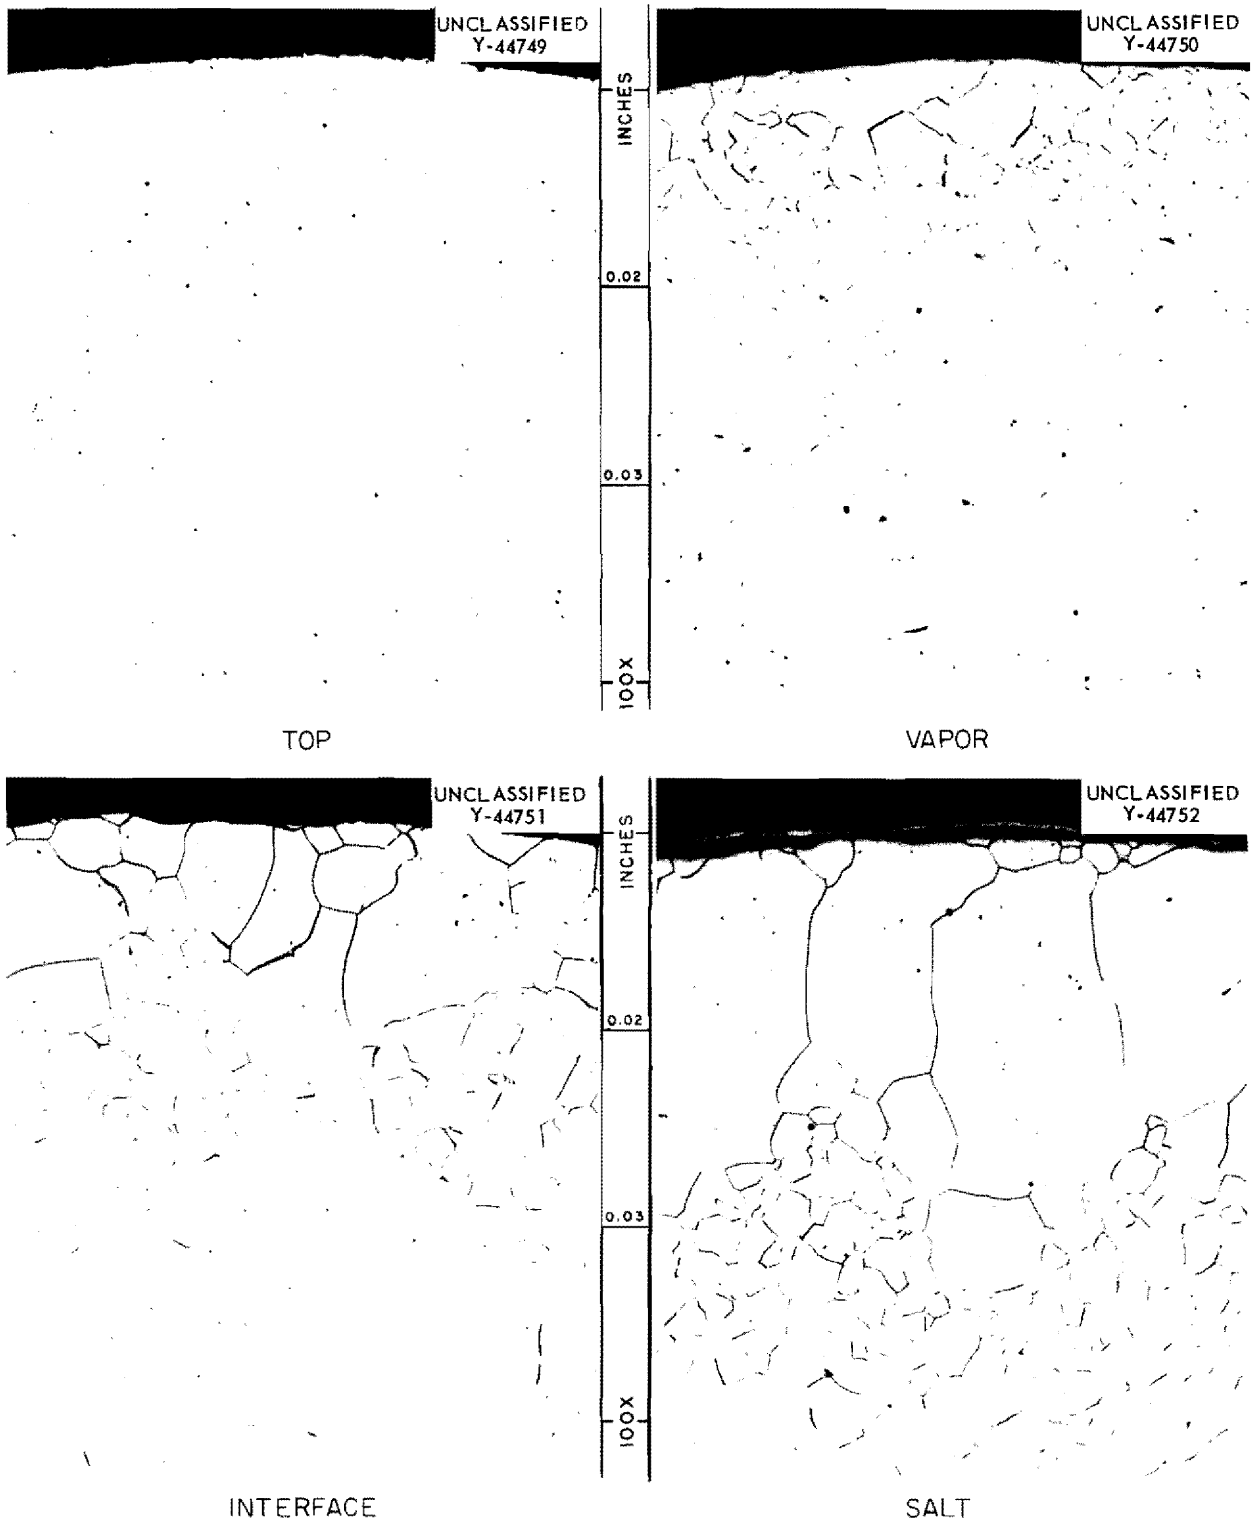 UNCLASSIFIED
Y-44749
INCHES
0.02
0.03
100X
UNCLASSIFIED
Y-44750
TOP
VAPOR
UNCLASSIFIED
Y-44751
INCHES
0.02
0.03
100X
UNCLASSIFIED
Y-44752
INTERFACE
SALT